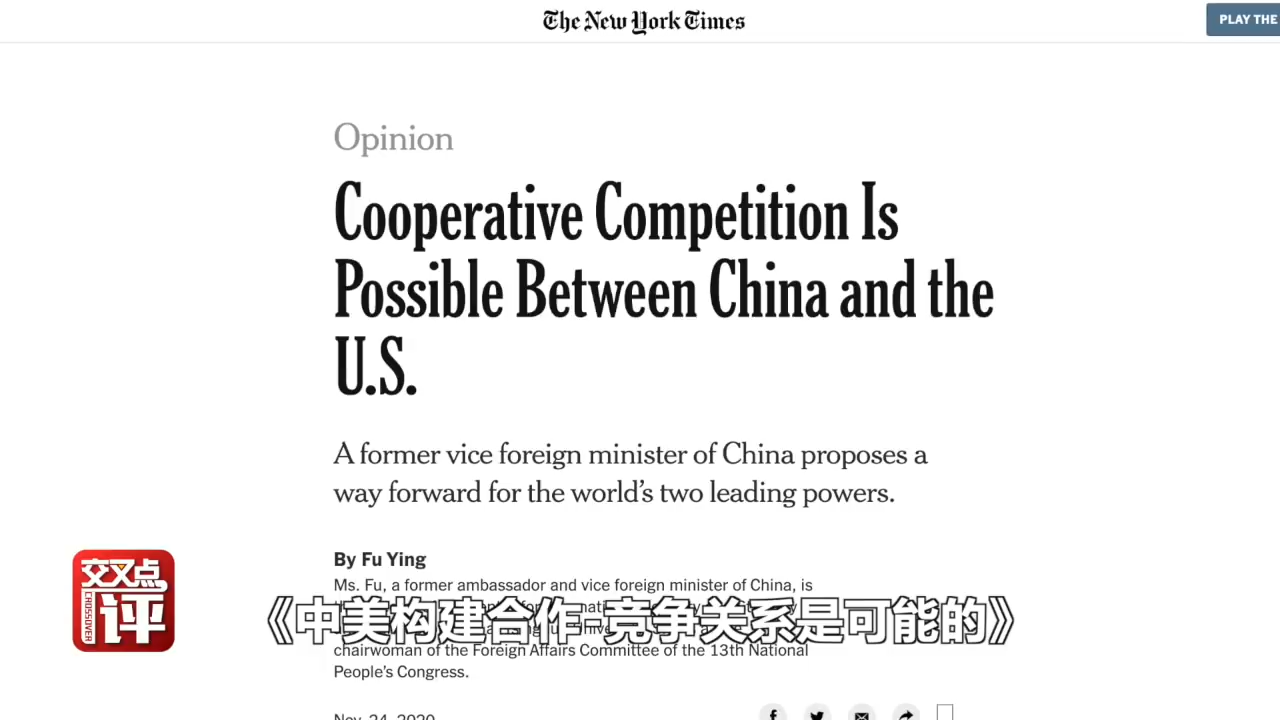 The New York Times
PLAY THE
Opinion
Cooperative Competition Is
Possible Between China and the
U.S.
A former vice foreign minister of China proposes a
way forward for the world's two leading powers.
By Fu Ying
Ms. Fu, a former ambassador and vice foreign minister of China, is
《中美构建合作-竞争关系是可能的》
chairwoman of the Foreign Affairs Committee of the 13th National
People's Congress.
Nov. 24, 2020
交叉点
CROSSOVER
评